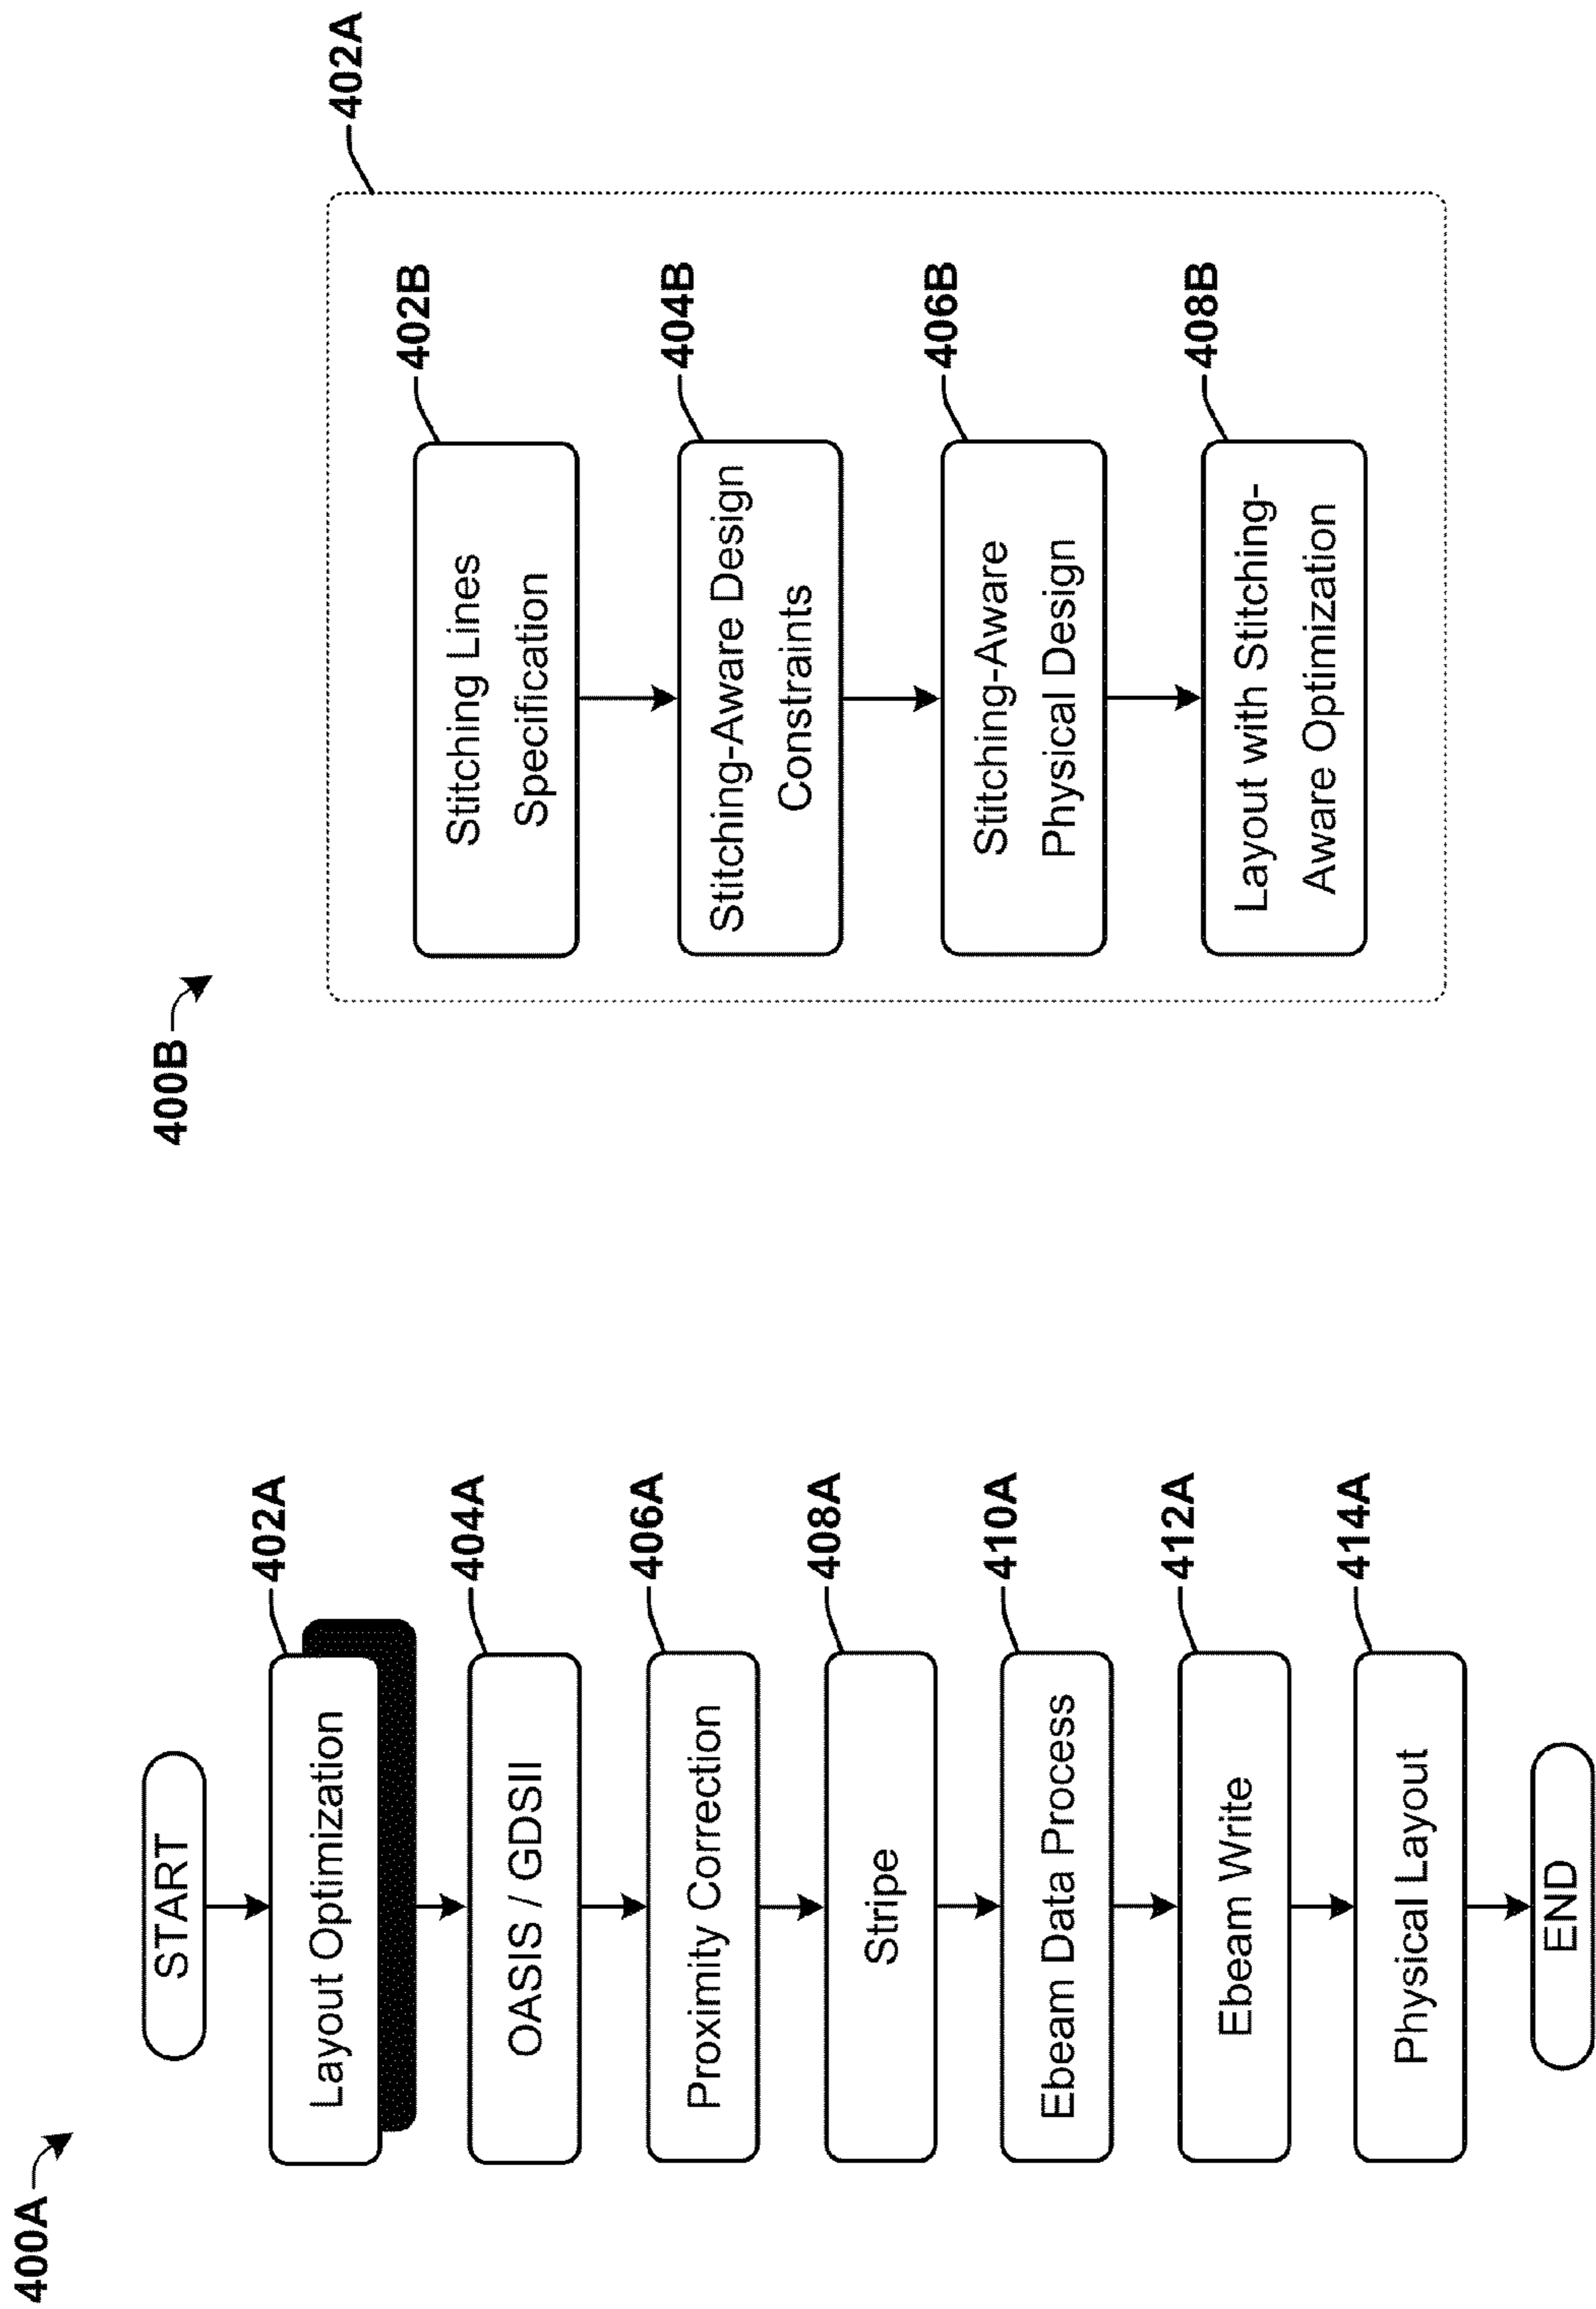 400A
START
402A
Layout Optimization
404A
OASIS / GDSII
406A
Proximity Correction
408A
Stripe
410A
Ebeam Data Process
412A
Ebeam Write
414A
Physical Layout
END
400B
402A
402B
Stitching Lines
Specification
404B
Stitching-Aware Design
Constraints
406B
Stitching-Aware
Physical Design
408B
Layout with Stitching-
Aware Optimization